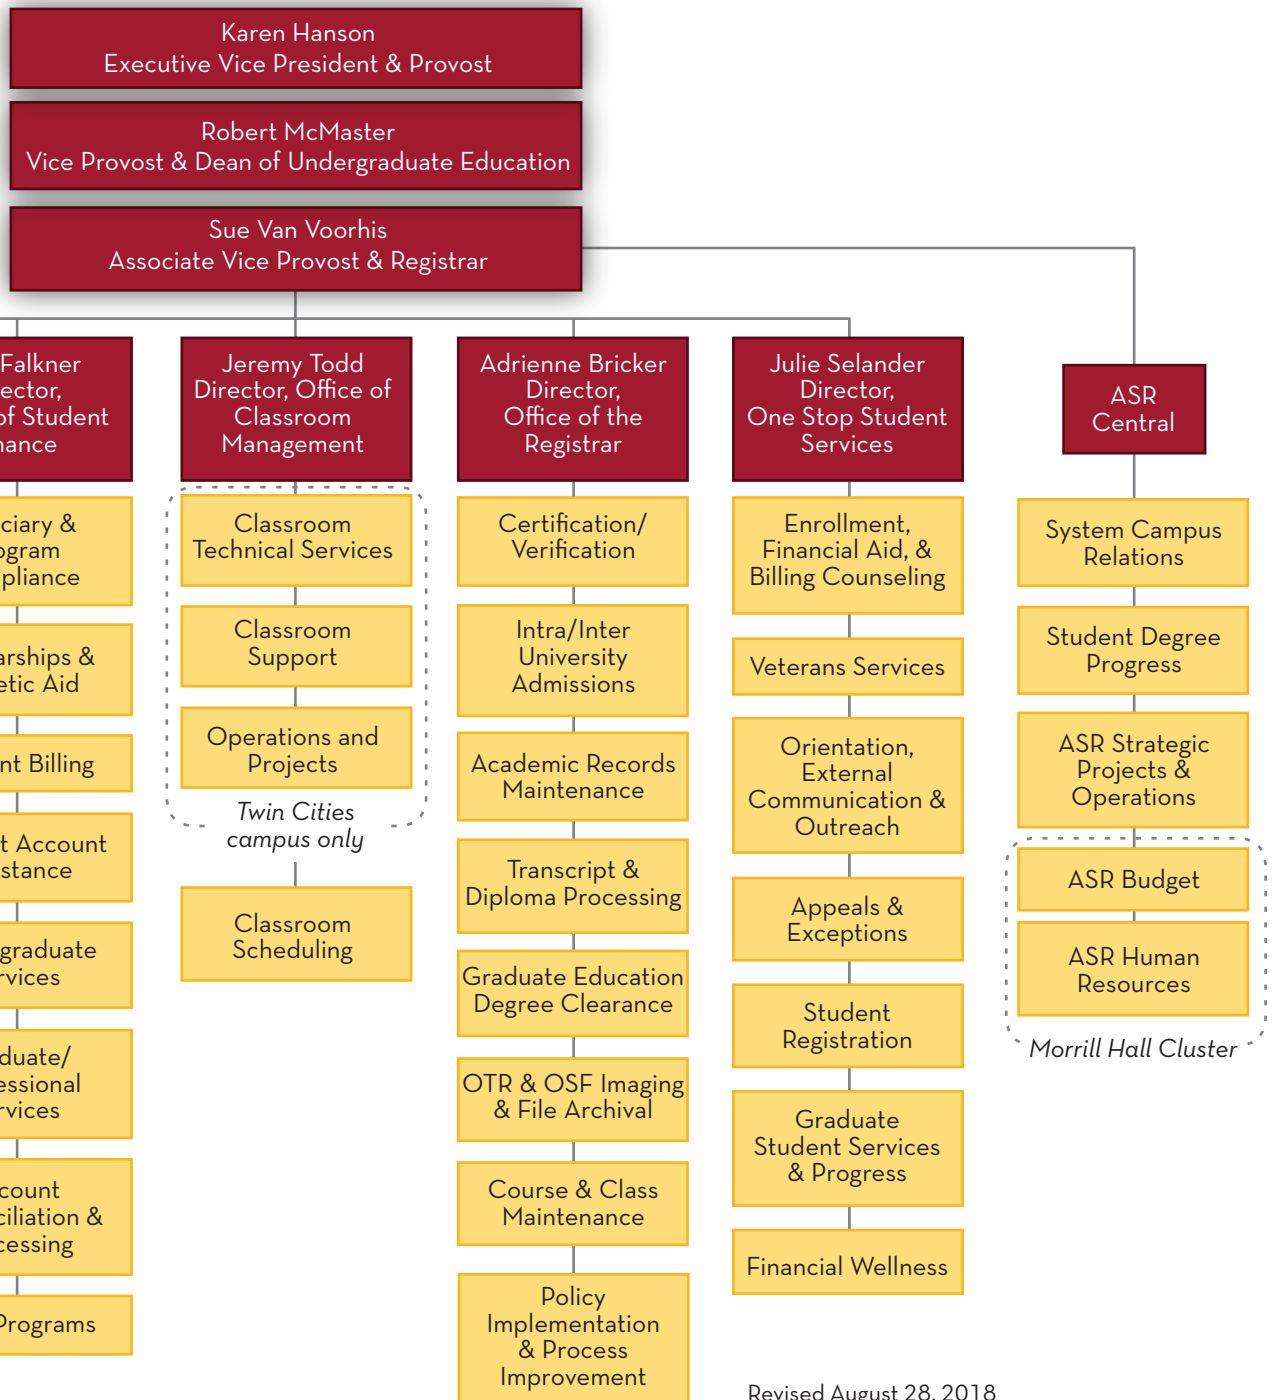 Karen Hanson
Executive Vice President & Provost
Robert McMaster
Vice Provost & Dean of Undergraduate Education
Sue Van Voorhis
Associate Vice Provost & Registrar
Falkner
ector,
of Student
nance
ciary &
ogram
pliance
arships &
etic Aid
nt Billing
t Account
stance
graduate
rvices
duate/
essional
rvices
count
ciliation &
cessing
Programs
Jeremy Todd
Director, Office of
Classroom
Management
Classroom
Technical Services
Classroom
Support
Operations and
Projects
Twin Cities
campus only
Classroom
Scheduling
Adrienne Bricker
Director,
Office of the
Registrar
Certification/
Verification
Intra/Inter
University
Admissions
Academic Records
Maintenance
Transcript &
Diploma Processing
Graduate Education
Degree Clearance
OTR & OSF Imaging
& File Archival
Course & Class
Maintenance
Policy
Implementation
& Process
Improvement
Julie Selander
Director,
One Stop Student
Services
Enrollment,
Financial Aid, &
Billing Counseling
Veterans Services
Orientation,
External
Communication &
Outreach
Appeals &
Exceptions
Student
Registration
Graduate
Student Services
& Progress
Financial Wellness
ASR
Central
System Campus
Relations
Student Degree
Progress
ASR Strategic
Projects &
Operations
ASR Budget
ASR Human
Resources
Morrill Hall Cluster
Revised August 28, 2018